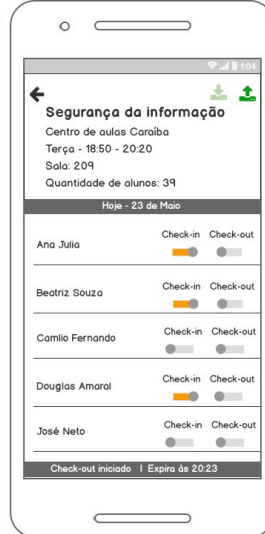 1:04
Segurança da informação
Centro de aulas Caraíba
Terça - 18:50 - 20:20
Sala: 209
Quantidade de alunos: 39
Hoje - 23 de Maio
Ana Julia Check-in Check-out
Beatriz Souza Check-in Check-out
Camlio Fernando Check-in Check-out
Douglas Amaral Check-in Check-out
José Neto Check-in Check-out
Check-out iniciado | Expira às 20:23